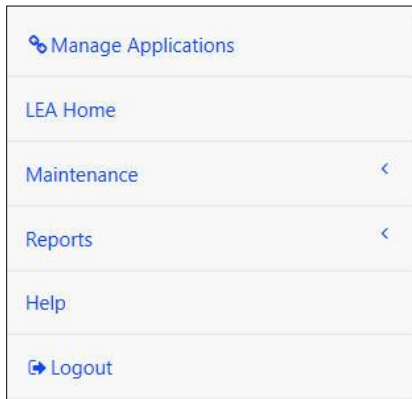 Manage Applications
LEA Home
Maintenance
Reports
Help
Logout